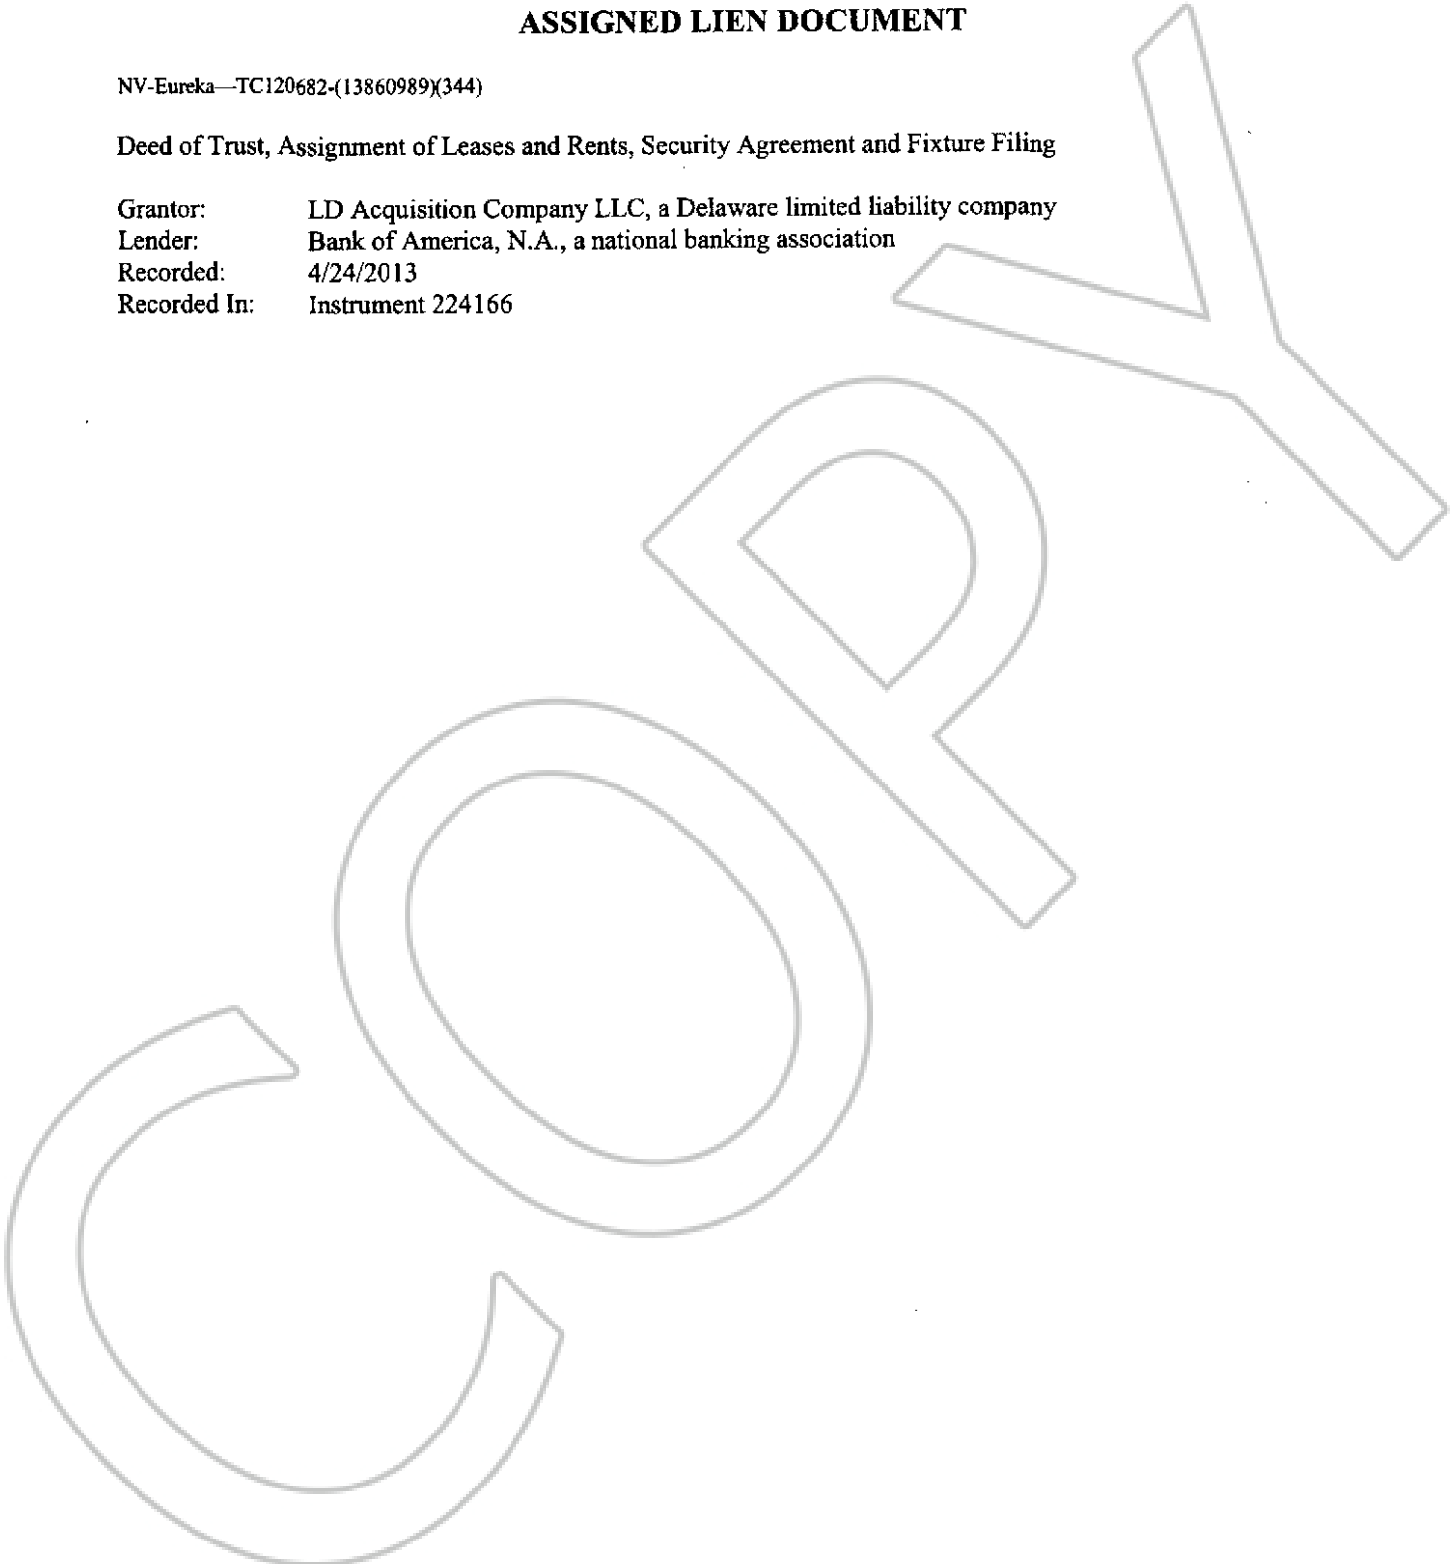 ASSIGNED LIEN DOCUMENT
NV-Eureka—TC120682-(13860989)(344)
Deed of Trust, Assignment of Leases and Rents, Security Agreement and Fixture Filing
Grantor: LD Acquisition Company LLC, a Delaware limited liability company
Lender: Bank of America, N.A., a national banking association
Recorded: 4/24/2013
Recorded In: Instrument 224166
COPY